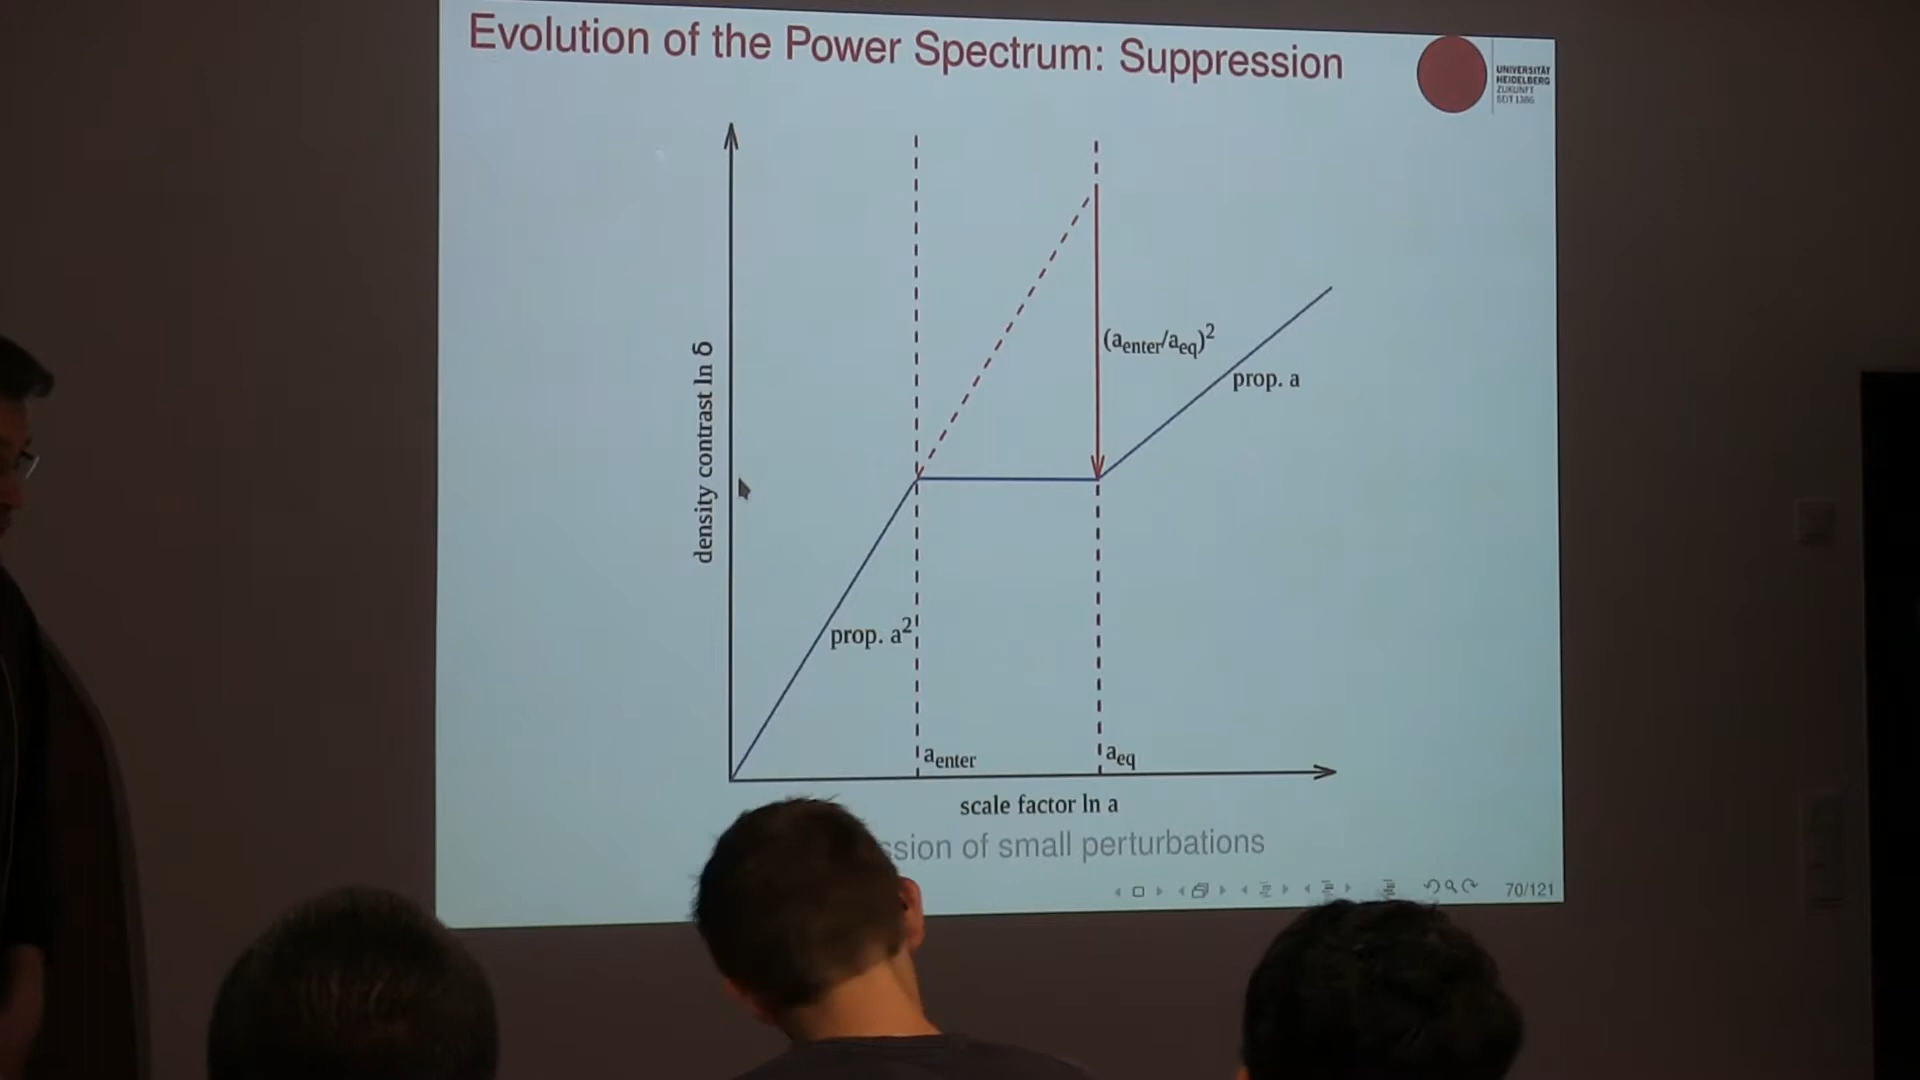 Evolution of the Power Spectrum: Suppression
UNIVERSITÄT
HEIDELBERG
ZUKUNFT
SEIT 1386
density contrast ln δ
(a_enter/a_eq)²
prop. a
prop. a²
a_enter
a_eq
scale factor ln a
of small perturbations
70/121